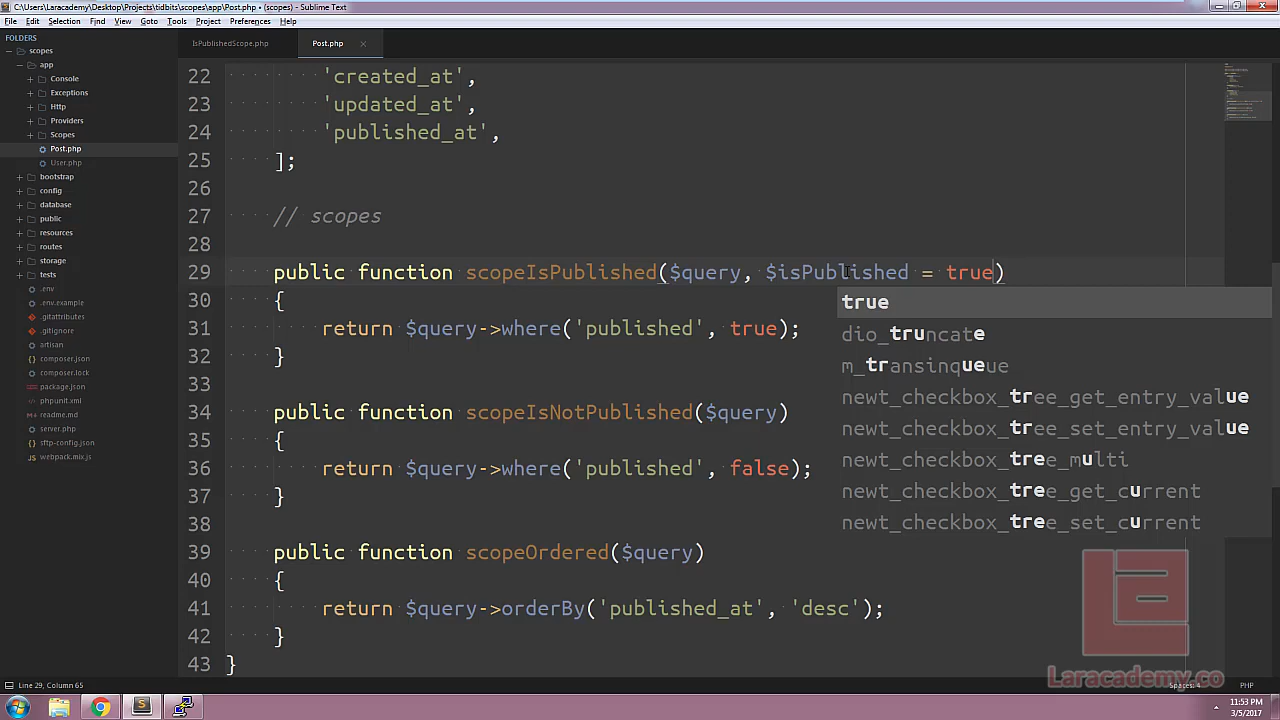 C:\Users\Laracademy\Desktop\Projects\tidbits\scopes\app\Post.php • (scopes) - Sublime Text
File Edit Selection Find View Goto Tools Project Preferences Help
FOLDERS
scopes
app
Console
Exceptions
Http
Providers
Scopes
Post.php
User.php
bootstrap
config
database
public
resources
routes
storage
tests
.env
.env.example
.gitattributes
.gitignore
artisan
composer.json
composer.lock
package.json
phpunit.xml
readme.md
server.php
sftp-config.json
webpack.mix.js
IsPublishedScope.php Post.php
22 'created_at',
23 'updated_at',
24 'published_at',
25 ];
26
27 // scopes
28
29 public function scopeIsPublished($query, $isPublished = true)
30 {
31 return $query->where('published', true);
32 }
33
34 public function scopeIsNotPublished($query)
35 {
36 return $query->where('published', false);
37 }
38
39 public function scopeOrdered($query)
40 {
41 return $query->orderBy('published_at', 'desc');
42 }
43 }
true
dio_truncate
m_transinqueue
newt_checkbox_tree_get_entry_value
newt_checkbox_tree_set_entry_value
newt_checkbox_tree_multi
newt_checkbox_tree_get_current
newt_checkbox_tree_set_current
Laracademy.co
Line 29, Column 65
Spaces: 4 PHP
11:53 PM
3/5/2017